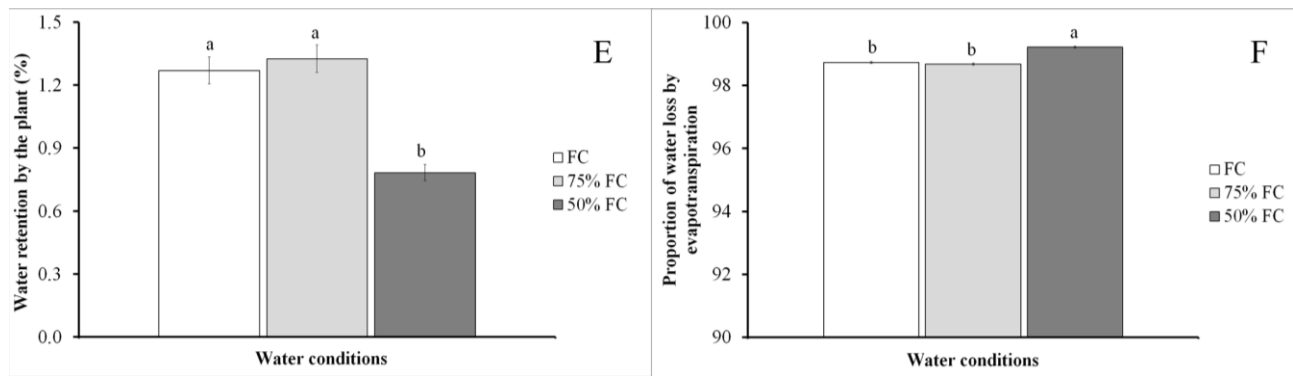 1.5
1.2
0.9
0.6
0.3
0.0
Water retention by the plant (%)
a
a
b
E
FC
75% FC
50% FC
Water conditions
100
98
96
94
92
90
Proportion of water loss by
evapotranspiration
b
b
a
F
FC
75% FC
50% FC
Water conditions